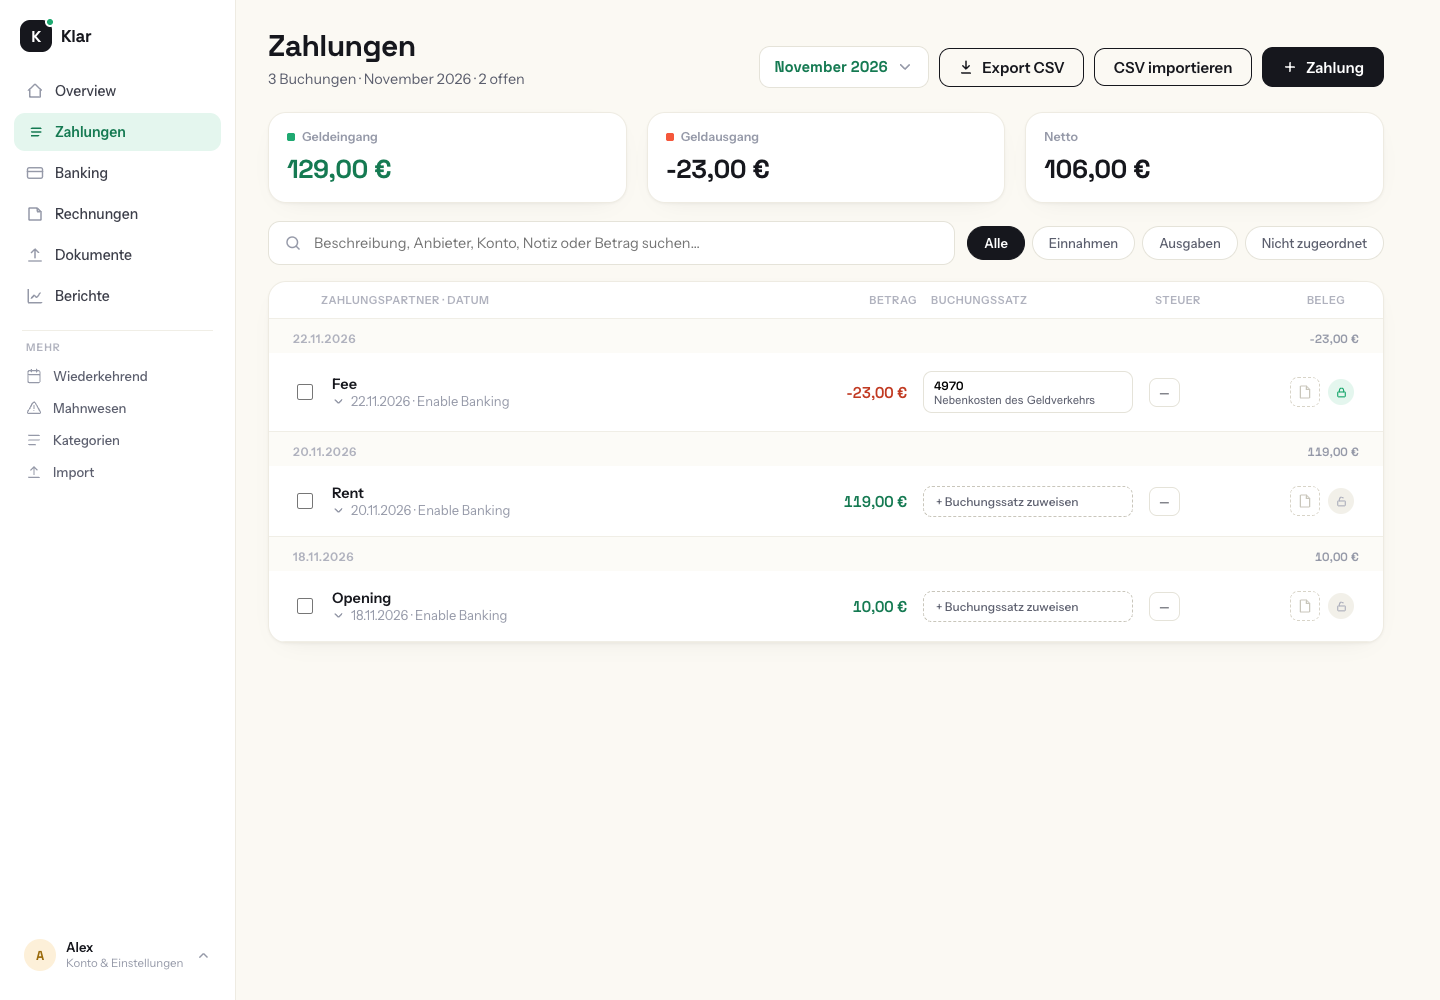 K Klar
Overview
Zahlungen
Banking
Rechnungen
Dokumente
Berichte
MEHR
Wiederkehrend
Mahnwesen
Kategorien
Import
A
Alex
Konto & Einstellungen
Zahlungen
3 Buchungen · November 2026 · 2 offen
November 2026
Export CSV
CSV importieren
+ Zahlung
Geldeingang
129,00 €
Geldausgang
-23,00 €
Netto
106,00 €
Beschreibung, Anbieter, Konto, Notiz oder Betrag suchen...
Alle
Einnahmen
Ausgaben
Nicht zugeordnet
ZAHLUNGSPARTNER · DATUM BETRAG BUCHUNGSSATZ STEUER BELEG
22.11.2026 -23,00 €
Fee
22.11.2026 · Enable Banking
-23,00 €
4970
Nebenkosten des Geldverkehrs
–
20.11.2026 119,00 €
Rent
20.11.2026 · Enable Banking
119,00 €
+ Buchungssatz zuweisen
–
18.11.2026 10,00 €
Opening
18.11.2026 · Enable Banking
10,00 €
+ Buchungssatz zuweisen
–